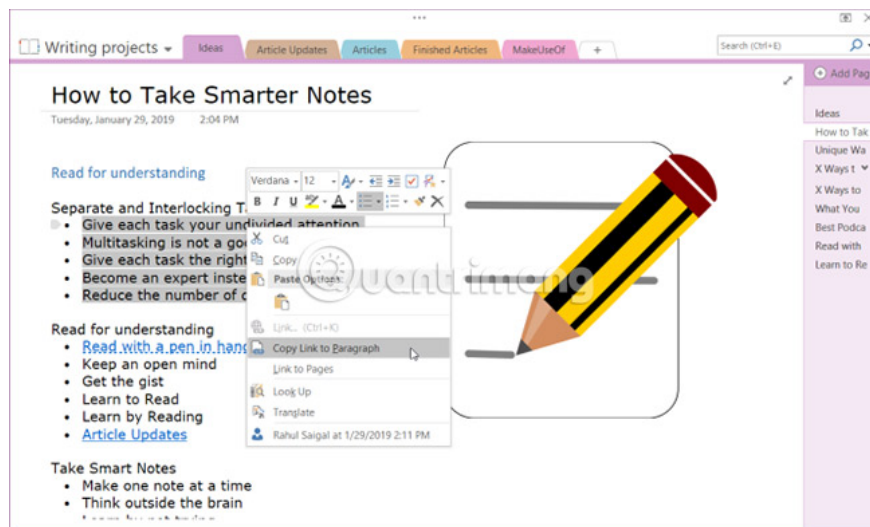 Writing projects
Ideas
Article Updates
Articles
Finished Articles
MakeUseOf
+
Search (Ctrl+E)
Add Pag
How to Take Smarter Notes
Tuesday, January 29, 2019 2:04 PM
Read for understanding
Verdana 12
B I U A
Separate and Interlocking T
• Give each task your undivided attention
• Multitasking is not a goo
• Give each task the right
• Become an expert inste
• Reduce the number of
Cut
Copy
Paste Options:
Link... (Ctrl+K)
Copy Link to Paragraph
Link to Pages
Look Up
Translate
Rahul Saigal at 1/29/2019 2:11 PM
Quantrimang
Read for understanding
• Read with a pen in hand
• Keep an open mind
• Get the gist
• Learn to Read
• Learn by Reading
• Article Updates
Take Smart Notes
• Make one note at a time
• Think outside the brain
Ideas
How to Tak
Unique Wa
X Ways t
X Ways to
What You
Best Podca
Read with
Learn to Re